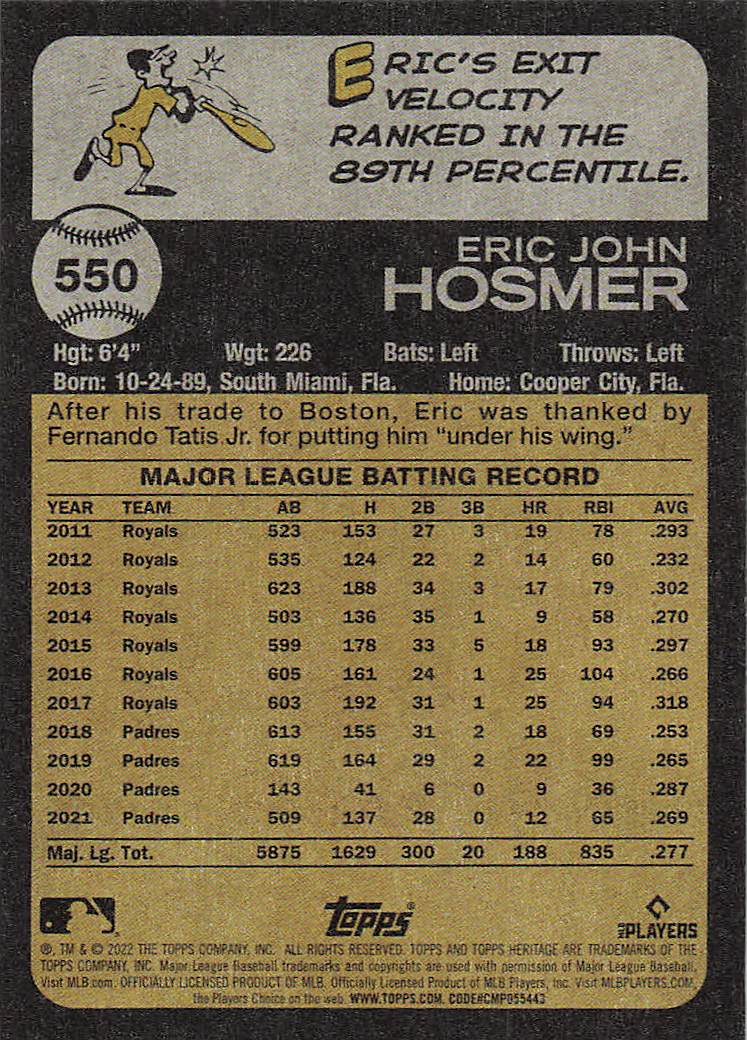 ERIC'S EXIT
VELOCITY
RANKED IN THE
89TH PERCENTILE.
550
ERIC JOHN
HOSMER
Hgt: 6'4" Wgt: 226 Bats: Left Throws: Left
Born: 10-24-89, South Miami, Fla. Home: Cooper City, Fla.
After his trade to Boston, Eric was thanked by
Fernando Tatis Jr. for putting him "under his wing."
MAJOR LEAGUE BATTING RECORD
YEAR TEAM AB H 2B 3B HR RBI AVG
2011 Royals 523 153 27 3 19 78 .293
2012 Royals 535 124 22 2 14 60 .232
2013 Royals 623 188 34 3 17 79 .302
2014 Royals 503 136 35 1 9 58 .270
2015 Royals 599 178 33 5 18 93 .297
2016 Royals 605 161 24 1 25 104 .266
2017 Royals 603 192 31 1 25 94 .318
2018 Padres 613 155 31 2 18 69 .253
2019 Padres 619 164 29 2 22 99 .265
2020 Padres 143 41 6 0 9 36 .287
2021 Padres 509 137 28 0 12 65 .269
Maj. Lg. Tot. 5875 1629 300 20 188 835 .277
Topps® MLB PLAYERS
®, TM & © 2022 THE TOPPS COMPANY, INC. ALL RIGHTS RESERVED. TOPPS AND TOPPS HERITAGE ARE TRADEMARKS OF THE
TOPPS COMPANY, INC. Major League Baseball trademarks and copyrights are used with permission of Major League Baseball.
Visit MLB.com. OFFICIALLY LICENSED PRODUCT OF MLB. Officially Licensed Product of MLB Players, Inc. Visit MLBPLAYERS.COM,
the Players Choice on the web. WWW.TOPPS.COM. CODE#CMP055443